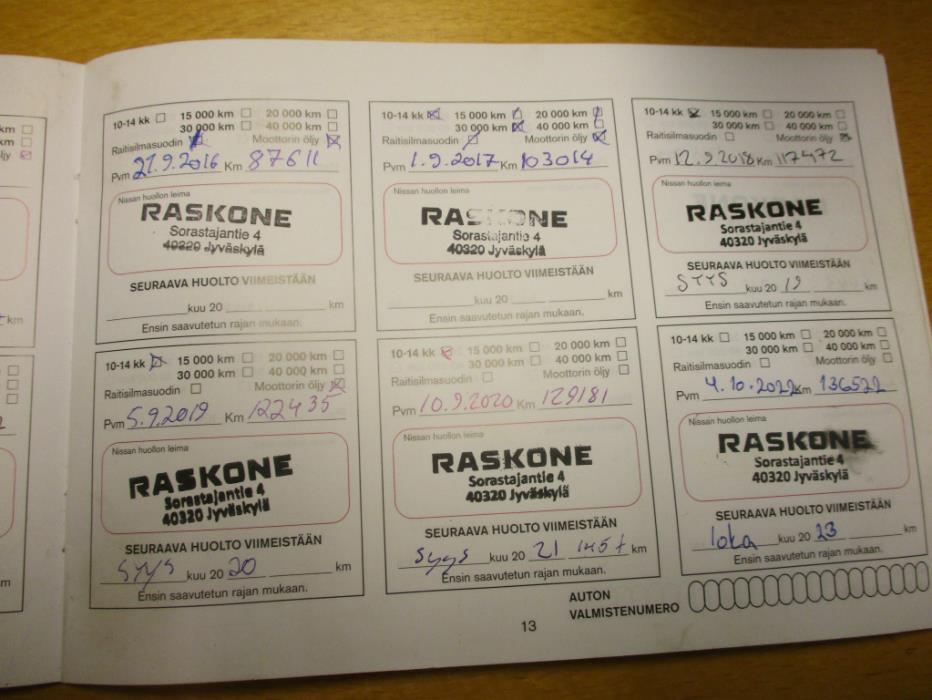 10-14 kk 15 000 km 20 000 km
30 000 km 40 000 km
Raitisilmasuodin Moottorin öljy
Pvm 21.9.2016 Km 87611
Nissan huollon leima
RASKONE
Sorastajantie 4
40320 Jyväskylä
SEURAAVA HUOLTO VIIMEISTÄÄN
kuu 20 km
Ensin saavutetun rajan mukaan.
10-14 kk 15 000 km 20 000 km
30 000 km 40 000 km
Raitisilmasuodin Moottorin öljy
Pvm 1.9.2017 Km 103014
Nissan huollon leima
RASKONE
Sorastajantie 4
40320 Jyväskylä
SEURAAVA HUOLTO VIIMEISTÄÄN
kuu 20 km
Ensin saavutetun rajan mukaan.
10-14 kk 15 000 km 20 000 km
30 000 km 40 000 km
Raitisilmasuodin Moottorin öljy
Pvm 12.9.2018 Km 117472
Nissan huollon leima
RASKONE
Sorastajantie 4
40320 Jyväskylä
SEURAAVA HUOLTO VIIMEISTÄÄN
SYYS kuu 20 19 km
Ensin saavutetun rajan mukaan.
10-14 kk 15 000 km 20 000 km
30 000 km 40 000 km
Raitisilmasuodin Moottorin öljy
Pvm 5.9.2019 Km 122435
Nissan huollon leima
RASKONE
Sorastajantie 4
40320 Jyväskylä
SEURAAVA HUOLTO VIIMEISTÄÄN
SYYS kuu 20 20 km
Ensin saavutetun rajan mukaan.
10-14 kk 15 000 km 20 000 km
30 000 km 40 000 km
Raitisilmasuodin Moottorin öljy
Pvm 10.9.2020 Km 129181
Nissan huollon leima
RASKONE
Sorastajantie 4
40320 Jyväskylä
SEURAAVA HUOLTO VIIMEISTÄÄN
Syys kuu 20 21 km
Ensin saavutetun rajan mukaan.
10-14 kk 15 000 km 20 000 km
30 000 km 40 000 km
Raitisilmasuodin Moottorin öljy
Pvm 4.10.2022 Km 136522
Nissan huollon leima
RASKONE
Sorastajantie 4
40320 Jyväskylä
SEURAAVA HUOLTO VIIMEISTÄÄN
loka kuu 20 23 km
Ensin saavutetun rajan mukaan.
AUTON
VALMISTENUMERO
13